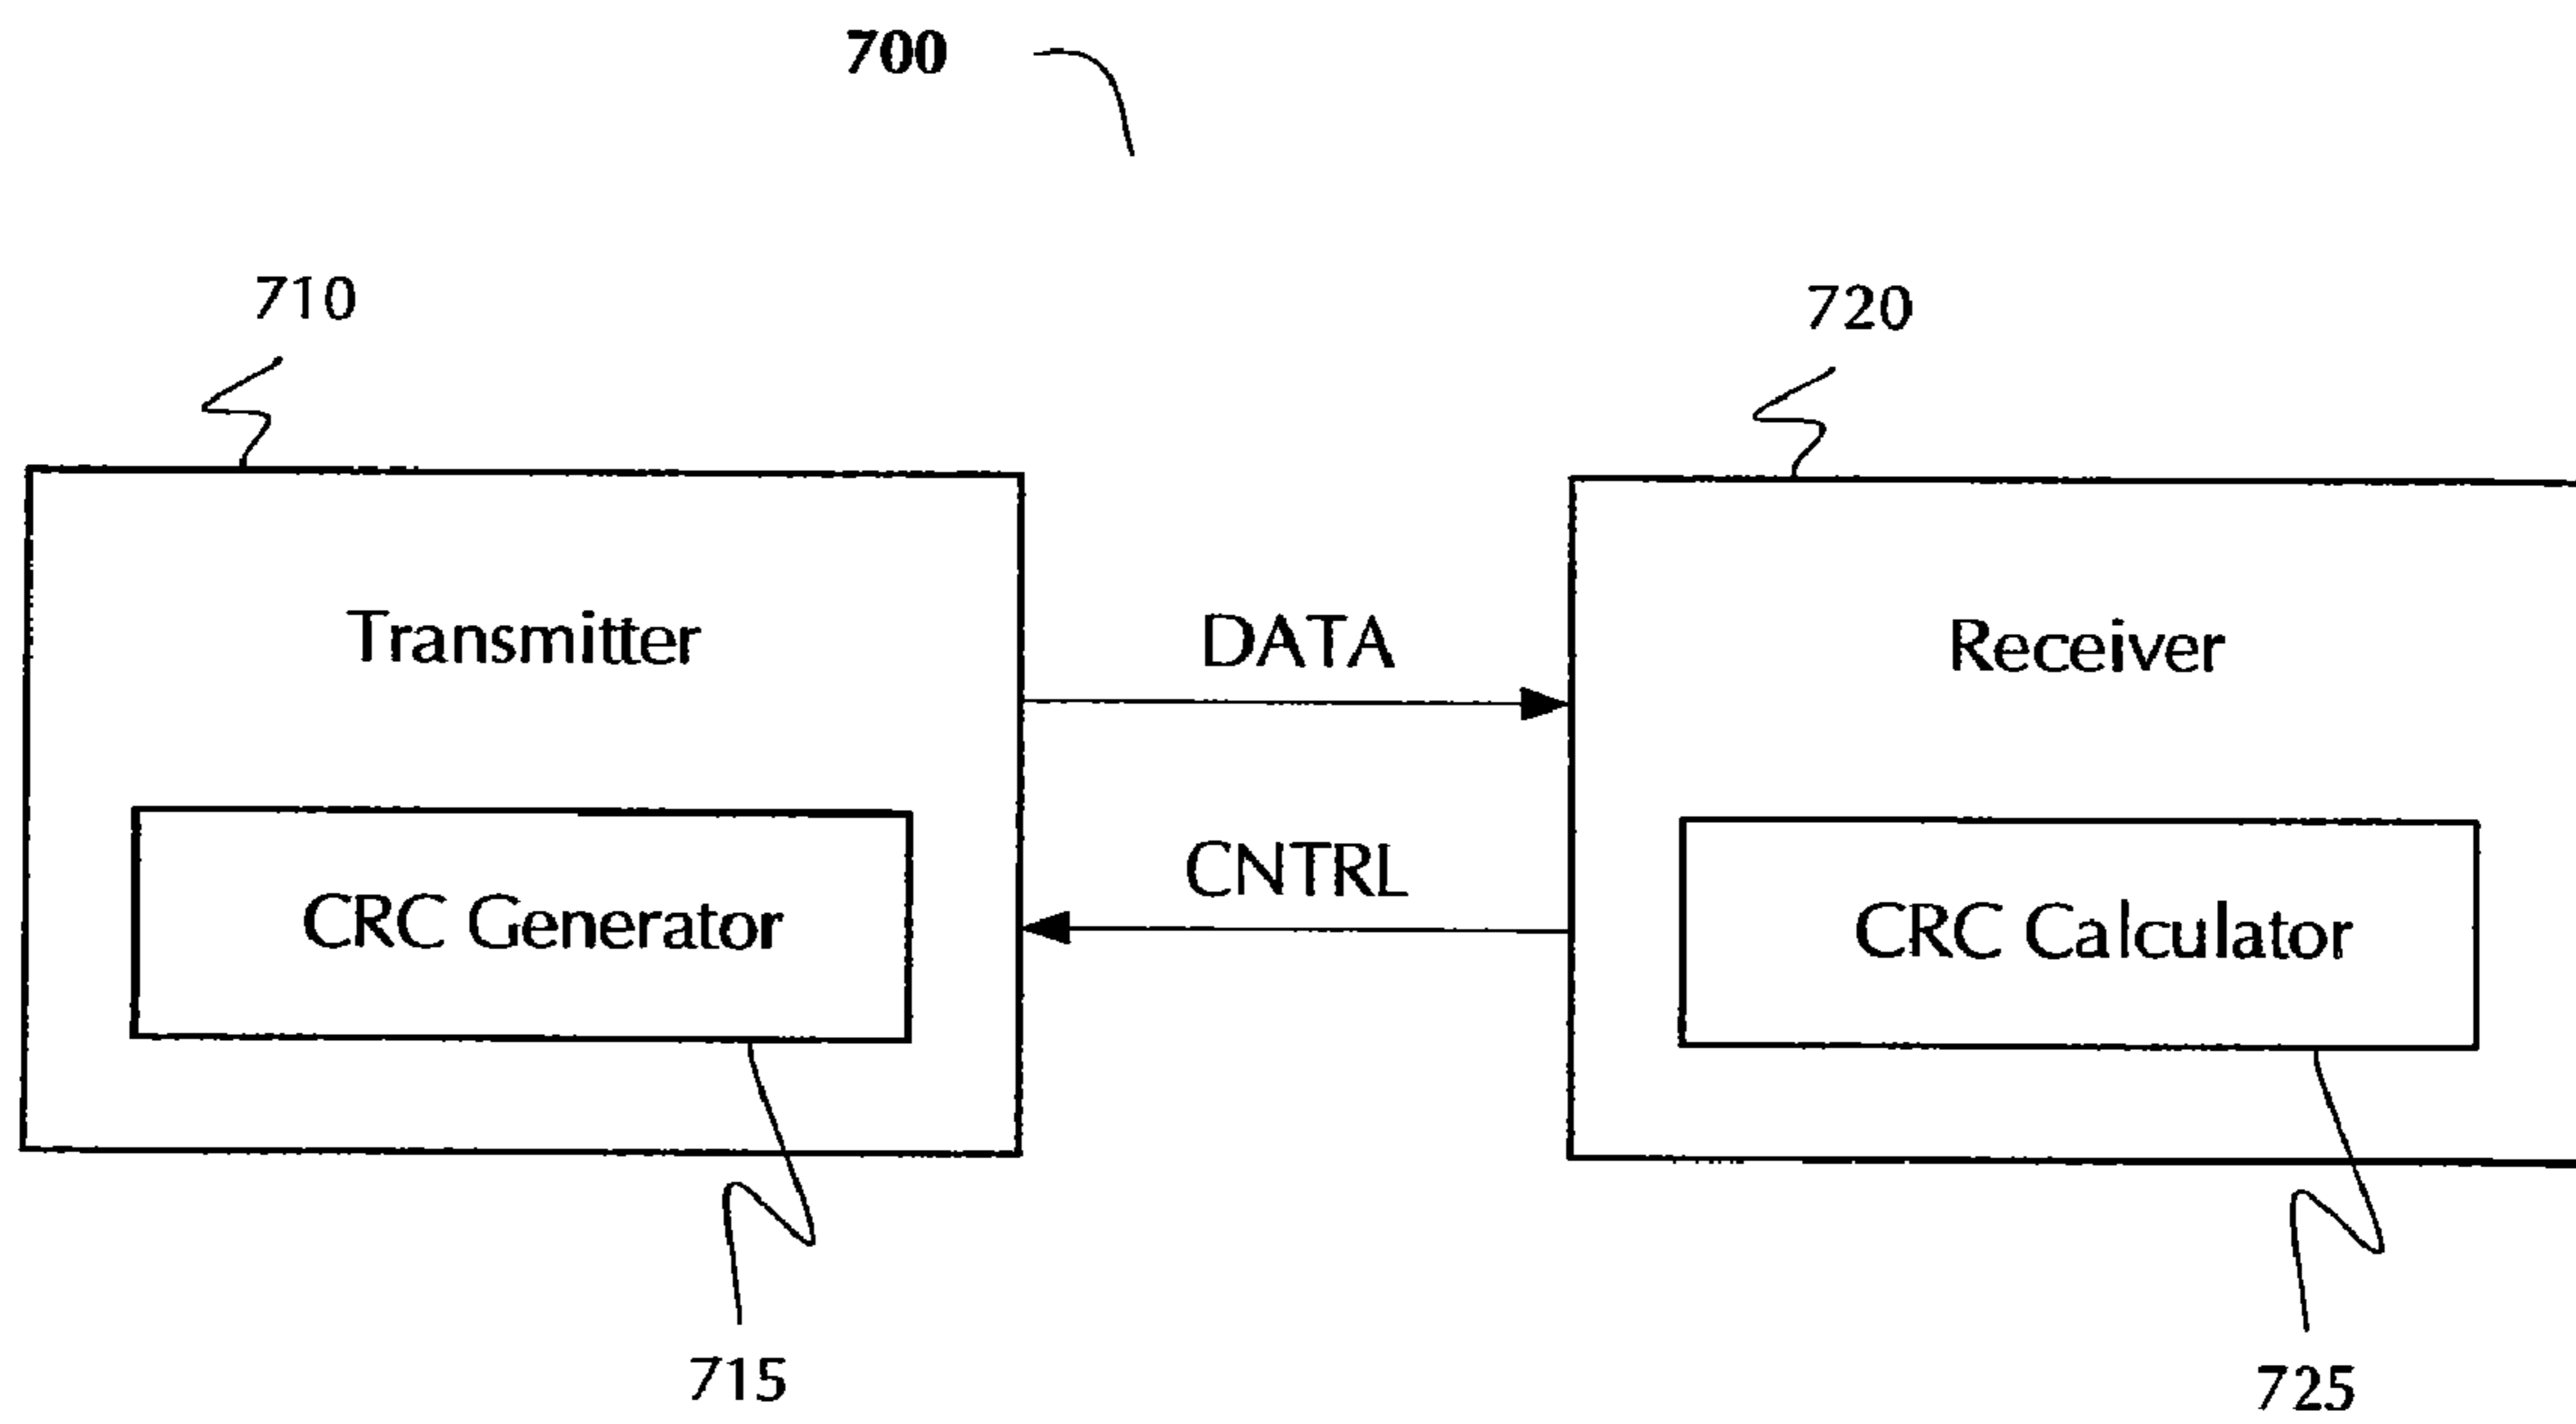 700
710
720
Transmitter
DATA
Receiver
CNTRL
CRC Generator
CRC Calculator
715
725